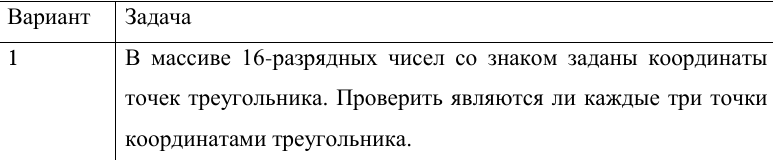 Вариант Задача
1 В массиве 16-разрядных чисел со знаком заданы координаты
точек треугольника. Проверить являются ли каждые три точки
координатами треугольника.